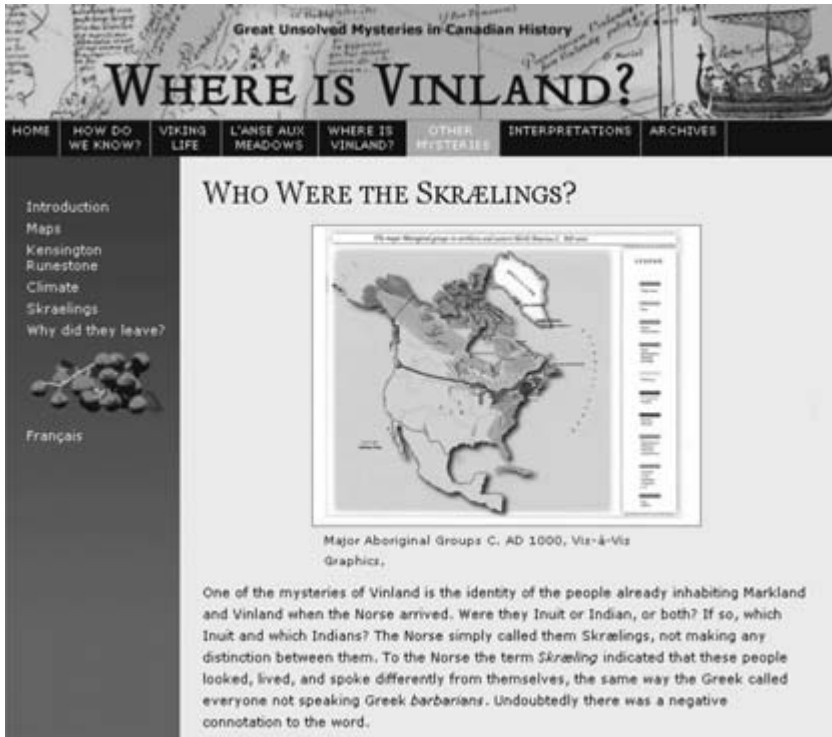 Great Unsolved Mysteries in Canadian History
WHERE IS VINLAND?
HOME
HOW DO
WE KNOW?
VIKING
LIFE
L'ANSE AUX
MEADOWS
WHERE IS
VINLAND?
OTHER
MYSTERIES
INTERPRETATIONS
ARCHIVES
Introduction
Maps
Kensington
Runestone
Climate
Skraelings
Why did they leave?
Français
WHO WERE THE SKRÆLINGS?
LEGEND
Major Aboriginal Groups C. AD 1000, Vis-à-Vis
Graphics,
One of the mysteries of Vinland is the identity of the people already inhabiting Markland
and Vinland when the Norse arrived. Were they Inuit or Indian, or both? If so, which
Inuit and which Indians? The Norse simply called them Skrælings, not making any
distinction between them. To the Norse the term Skræling indicated that these people
looked, lived, and spoke differently from themselves, the same way the Greek called
everyone not speaking Greek barbarians. Undoubtedly there was a negative
connotation to the word.